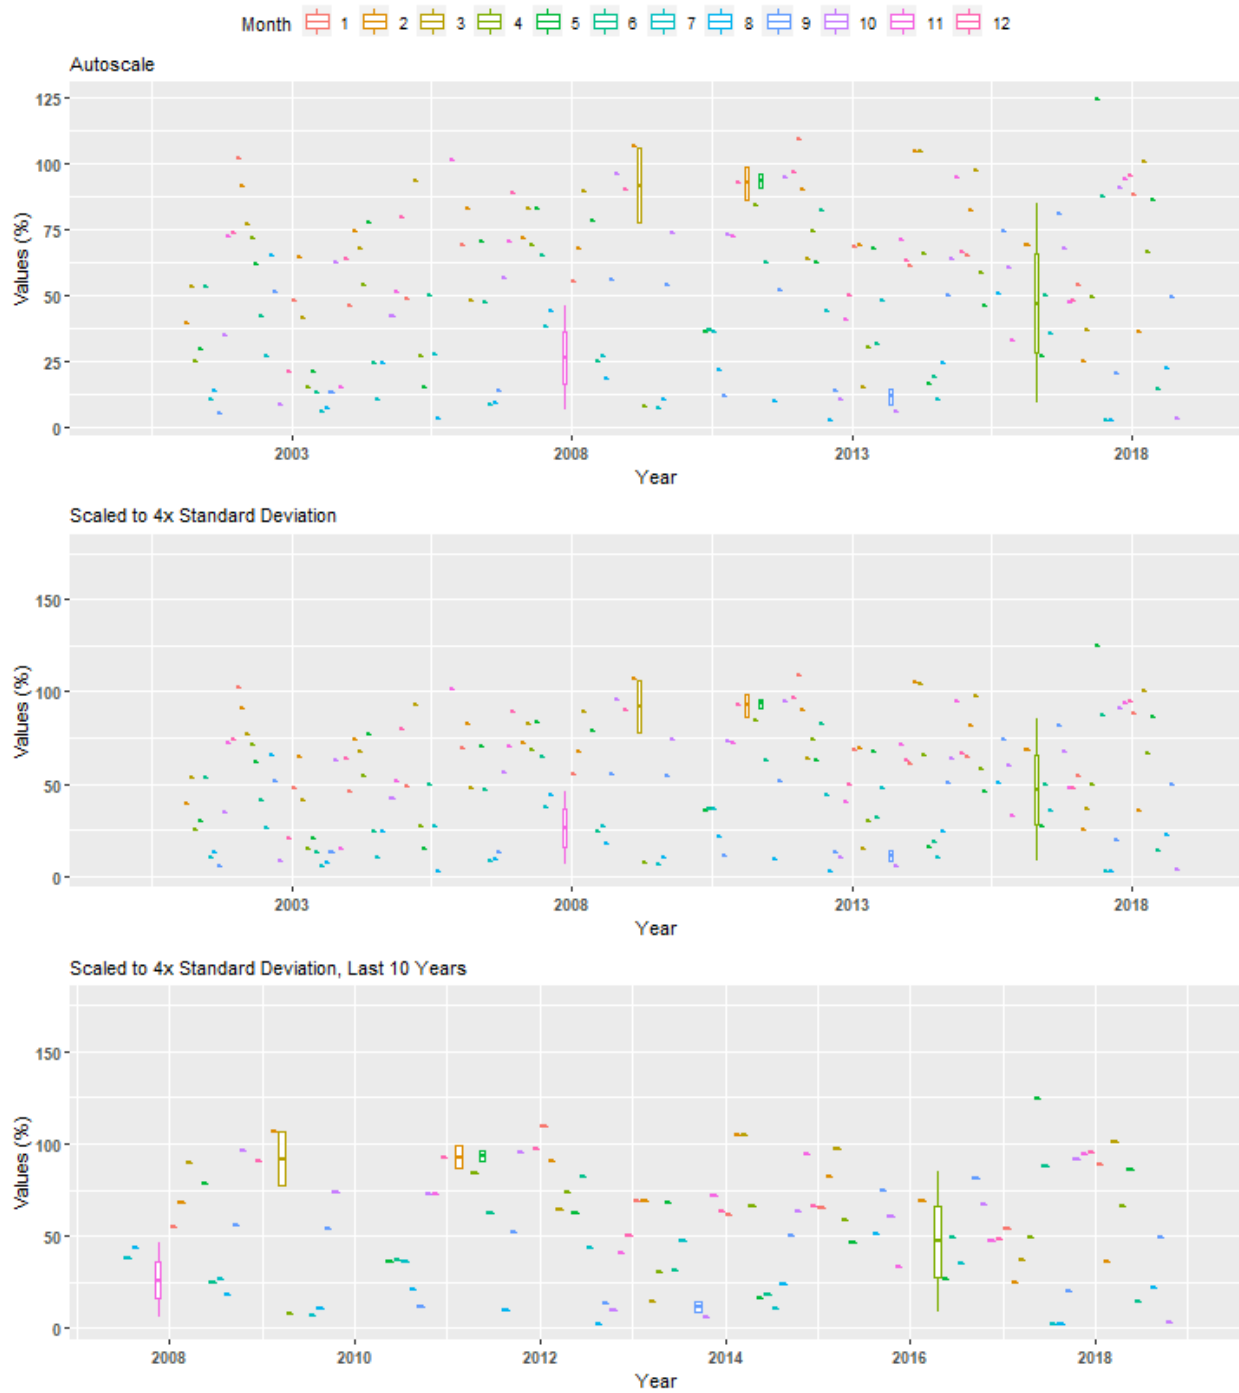 Month 1 2 3 4 5 6 7 8 9 10 11 12
Autoscale
125
100
75
50
25
0
Values (%)
2003 2008 2013 2018
Year
Scaled to 4x Standard Deviation
150
100
50
0
Values (%)
2003 2008 2013 2018
Year
Scaled to 4x Standard Deviation, Last 10 Years
150
100
50
0
Values (%)
2008 2010 2012 2014 2016 2018
Year